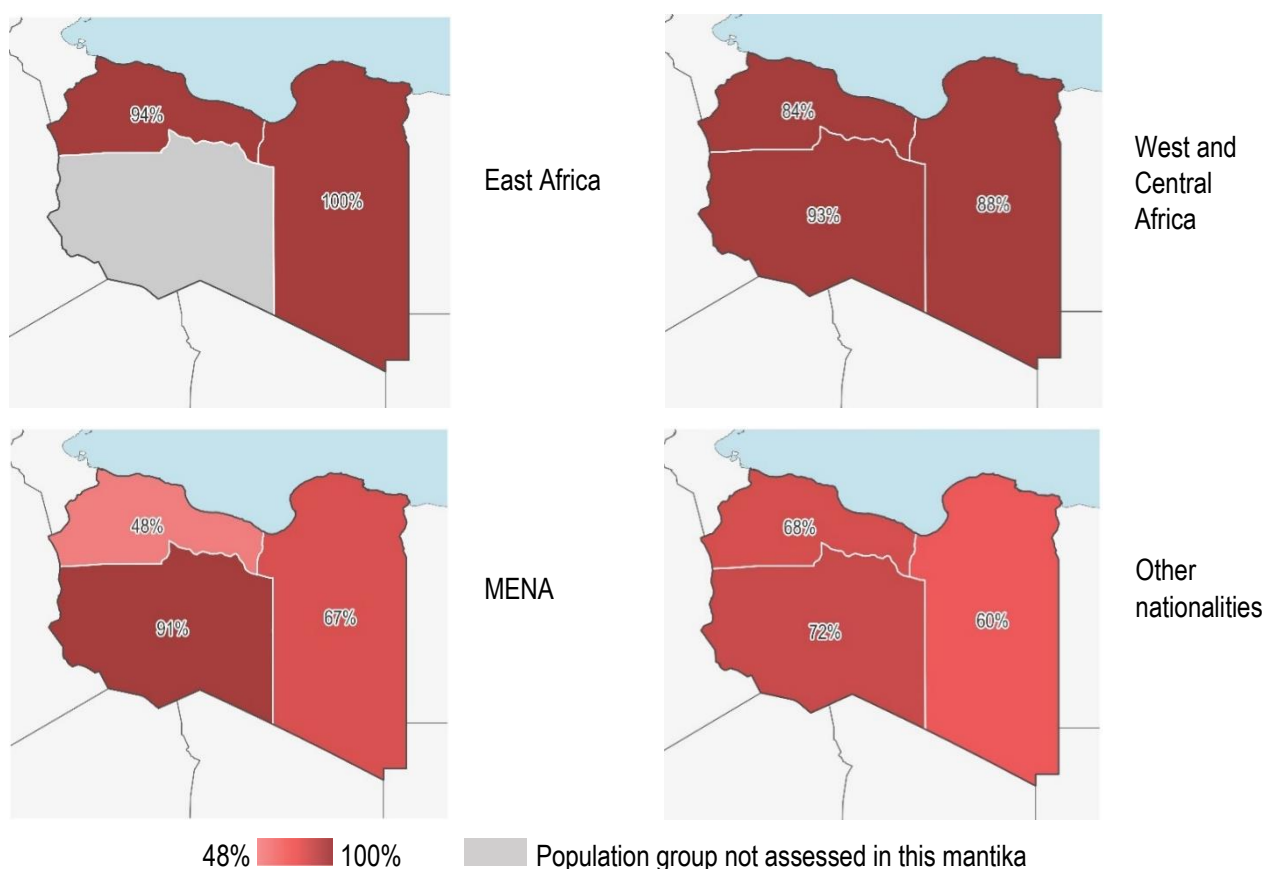 94%
100%
East Africa
84%
93%
88%
West and
Central
Africa
48%
91%
67%
MENA
68%
72%
60%
Other
nationalities
48% 100% Population group not assessed in this mantika